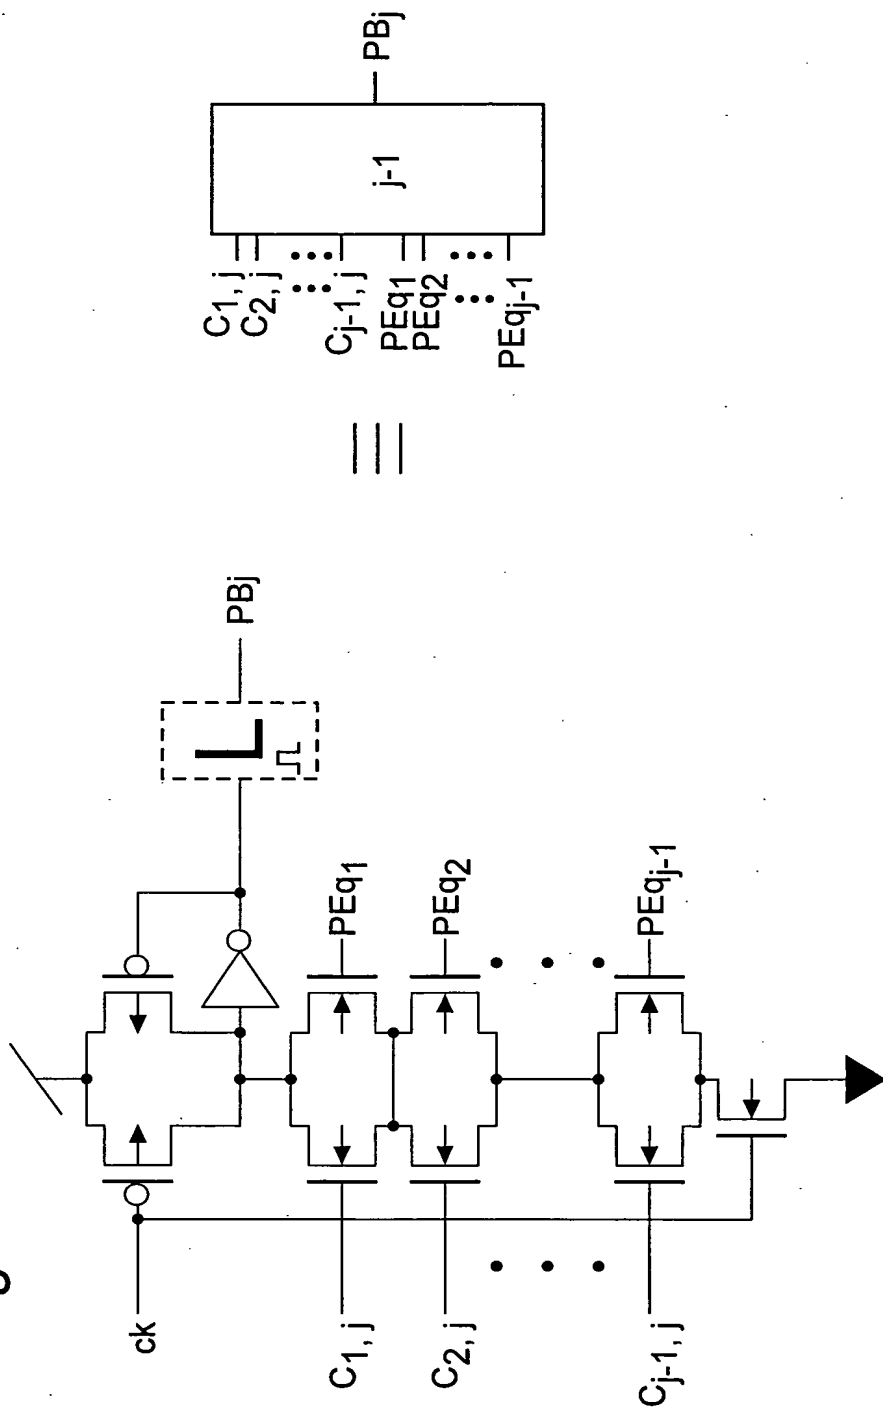 ck
C1, j
C2, j
Cj-1, j
PEq1
PEq2
PEqj-1
PBj
C1, j
C2, j
Cj-1, j
PEq1
PEq2
PEqj-1
j-1
PBj